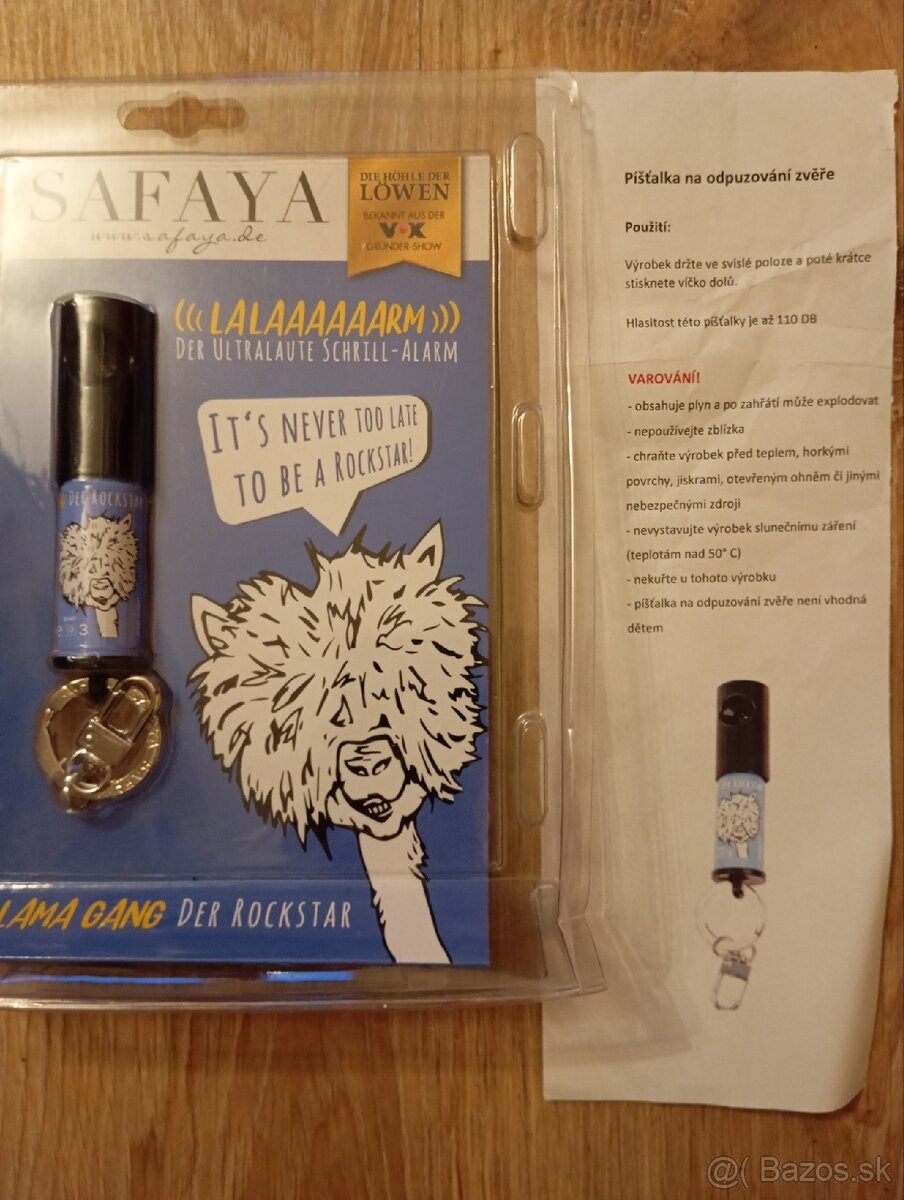 SAFAYA
www.safaya.de
DIE HÖHLE DER
LÖWEN
BEKANNT AUS DER
VOX
GRÜNDER-SHOW
((( LALAAAAAARM )))
DER ULTRALAUTE SCHRILL-ALARM
IT'S NEVER TOO LATE
TO BE A ROCKSTAR!
DER ROCKSTAR
e 3
LAMA GANG DER ROCKSTAR
Píšťalka na odpuzování zvěře
Použití:
Výrobek držte ve svislé poloze a poté krátce
stisknete víčko dolů.
Hlasitost této píšťalky je až 110 DB
VAROVÁNÍ!
- obsahuje plyn a po zahřátí může explodovat
- nepoužívejte zblízka
- chraňte výrobek před teplem, horkými
povrchy, jiskrami, otevřeným ohněm či jinými
nebezpečnými zdroji
- nevystavujte výrobek slunečnímu záření
(teplotám nad 50° C)
- nekuřte u tohoto výrobku
- píšťalka na odpuzování zvěře není vhodná
dětem
DER ROCKSTAR
@( Bazos.sk